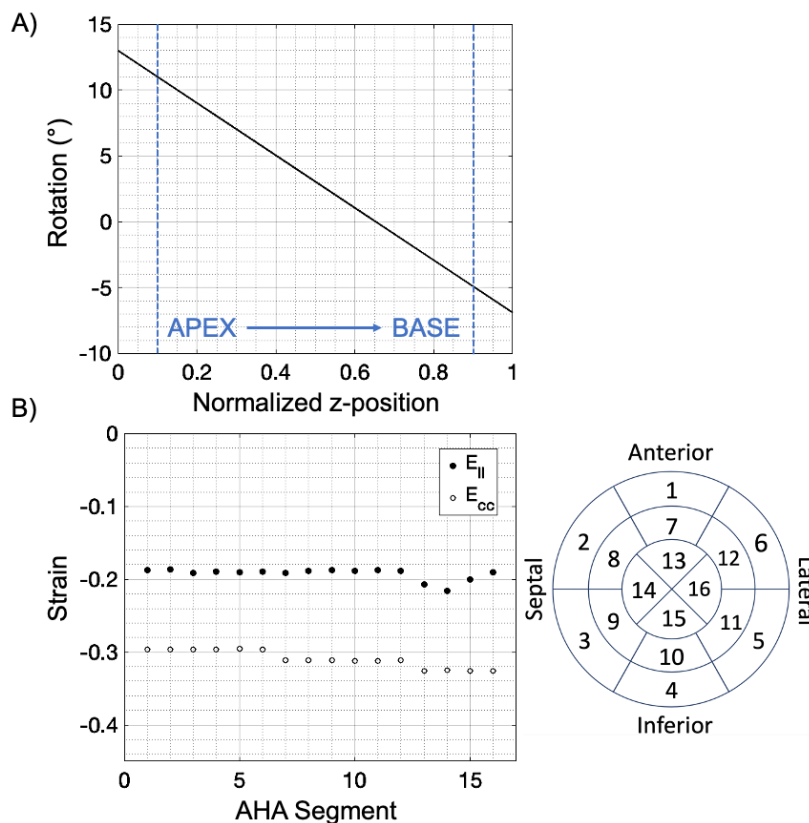 A)
15
10
5
0
-5
-10
Rotation (°)
APEX
BASE
0
0.2
0.4
0.6
0.8
1
Normalized z-position
B)
0
-0.1
-0.2
-0.3
-0.4
Strain
E_ll
E_cc
0
5
10
15
AHA Segment
Anterior
1
7
2
6
8
13
12
Septal
14
16
Lateral
9
15
11
3
10
5
4
Inferior